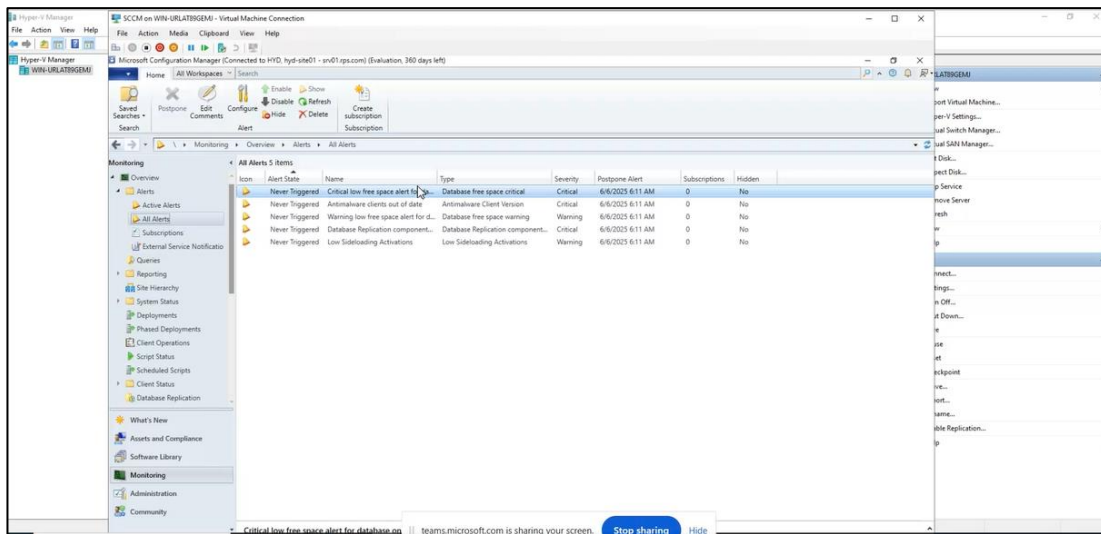 Hyper-V Manager
File Action View Help
Hyper-V Manager
WIN-URLAT89GEMJ
SCCM on WIN-URLAT89GEMJ - Virtual Machine Connection
File Action Media Clipboard View Help
Microsoft Configuration Manager (Connected to HYD, hyd-site01 - srv01.rps.com) (Evaluation, 360 days left)
Home All Workspaces Search
Saved Searches
Postpone
Edit Comments
Configure
Enable Show
Disable Refresh
Hide Delete
Create subscription
Search Alert Subscription
\ Monitoring Overview Alerts All Alerts
Monitoring
Overview
Alerts
Active Alerts
All Alerts
Subscriptions
External Service Notificatio
Queries
Reporting
Site Hierarchy
System Status
Deployments
Phased Deployments
Client Operations
Script Status
Scheduled Scripts
Client Status
Database Replication
What's New
Assets and Compliance
Software Library
Monitoring
Administration
Community
All Alerts 5 items
Icon Alert State Name Type Severity Postpone Alert Subscriptions Hidden
Never Triggered Critical low free space alert for da... Database free space critical Critical 6/6/2025 6:11 AM 0 No
Never Triggered Antimalware clients out of date Antimalware Client Version Critical 6/6/2025 6:11 AM 0 No
Never Triggered Warning low free space alert for d... Database free space warning Warning 6/6/2025 6:11 AM 0 No
Never Triggered Database Replication component... Database Replication component... Critical 6/6/2025 6:11 AM 0 No
Never Triggered Low Sideloading Activations Low Sideloading Activations Warning 6/6/2025 6:11 AM 0 No
Critical low free space alert for database on
teams.microsoft.com is sharing your screen. Stop sharing Hide
LAT89GEMJ
w
port Virtual Machine...
per-V Settings...
ual Switch Manager...
ual SAN Manager...
t Disk...
pect Disk...
p Service
move Server
resh
w
p
nnect...
tings...
n Off...
ut Down...
ve
use
et
eckpoint
ve...
ort...
name...
ble Replication...
p